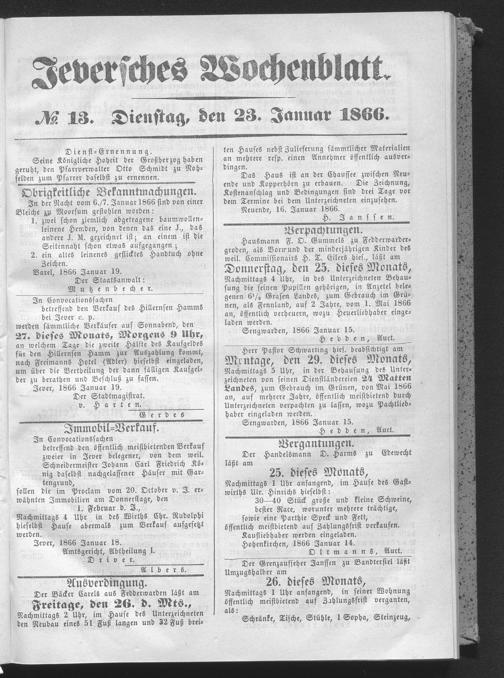 Jeversches Wochenblatt.
№ 13. Dienstag, den 23. Januar 1866.
Dienst=Ernennung.
Seine Königliche Hoheit der Großherzog haben
geruht, den Pfarrverwalter Otto Schmidt zu Hoh=
felden zum Pfarrer daselbst zu ernennen.
Obrigkeitliche Bekanntmachungen.
In der Nacht vom 6./7. Januar 1866 sind von einer
Bleiche zu Moorsum gestohlen worden:
1. zwei schon ziemlich abgetragene baumwollen=
leinene Hemden, von denen das eine J., das
andere J. M. gezeichnet ist; an einem ist die
Seitennaht schon etwas aufgegangen;
2. ein altes leinenes geflicktes Handtuch ohne
Zeichen.
Varel, 1866 Januar 19.
Der Staatsanwalt:
Mutzenbecher.
In Convocationssachen
betreffend den Verkauf des Hillernsen Hamms
bei Jever c. p.
werden sämmtliche Verkäufer auf Sonnabend, den
27. dieses Monats, Morgens 9 Uhr,
an welchem Tage die zweite Hälfte des Kaufgeldes
für den Hillernsen Hamm zur Auszahlung kommt,
nach Freimanns Hotel (Adler) hieselbst eingeladen,
um über die Vertheilung der dann fälligen Kaufgel=
der zu berathen und Beschluß zu fassen.
Jever, 1866 Januar 19.
Der Stadtmagistrat.
v. Harten.
Gerdes
Immobil=Verkauf.
In Convocationssachen
betreffend den öffentlich meistbietenden Verkauf
zweier in Jever belegener, von dem weil.
Schneidermeister Johann Carl Friedrich Kö=
nig daselbst nachgelassener Häuser mit Gar=
tengrund,
sollen die im Proclam vom 20. October v. J. er=
wähnten Immobilien am Donnerstage, den
1. Februar d. J.,
Nachmittags 4 Uhr in des Wirths Chr. Rudolphi
hieselbst Hause abermals zum Verkauf aufgesetzt
werden.
Jever, 1866 Januar 18.
Amtsgericht, Abtheilung I.
Driver.
Albers.
Ausverdingung.
Der Bäcker Carels aus Fedderwarden läßt am
Freitage, den 26. d. Mts.,
Nachmittags 2 Uhr, im Hause des Unterzeichneten
den Neubau eines 51 Fuß langen und 32 Fuß brei=
ten Hauses nebst Zulieferung sämmtlicher Materialien
an mehrere resp. einen Annehmer öffentlich ausver=
dingen.
Das Haus ist an der Chaussee zwischen Neu=
ende und Kopperhörn zu erbauen. Die Zeichnung,
Kostenanschlag und Bedingungen sind drei Tage vor
dem Termine bei dem Unterzeichneten einzusehen.
Neuende, 16. Januar 1866.
H. Janssen.
Verpachtungen.
Hausmann F. O. Gummels zu Fedderwarder=
groden, als Vormund der minderjährigen Kinder des
weil. Commissionairs H. T. Eilers hies., läßt am
Donnerstag, den 25. dieses Monats,
Nachmittags 4 Uhr, in des Unterzeichneten Behau=
sung die seinen Pupillen gehörigen, in Anzetel bele=
genen 6¼ Grasen Landes, zum Gebrauch im Grü=
nen, als Fennen, auf 2 Jahre, vom 1. Mai 1866
an, öffentlich verheuern, wozu Heuerliebhaber einge=
laden werden.
Sengwarden, 1866 Januar 15.
Hedden, Auct.
Herr Pastor Schwarting hies. beabsichtigt am
Montage, den 29. dieses Monats,
Nachmittags 5 Uhr, in der Behausung des Unter=
zeichneten von seinen Dienstländereien 24 Matten
Landes, zum Gebrauch im Grünen, von Mai 1866
an, auf mehrere Jahre, öffentlich meistbietend durch
Unterzeichneten verpachten zu lassen, wozu Pachtlieb=
haber eingeladen werden.
Sengwarden, 1866 Januar 15.
Hedden, Auct.
Vergantungen.
Der Handelsmann D. Harms zu Ebewecht
läßt am
25. dieses Monats,
Nachmittags 1 Uhr anfangend, im Hause des Gast=
wirths Ulr. Hinrichs hieselbst:
30—40 Stück große und kleine Schweine,
bester Race, worunter mehrere trächtige,
sowie eine Parthie Speck und Fett,
öffentlich meistbietend auf Zahlungsfrist verkaufen.
Kaufliebhaber werden eingeladen.
Hohenkirchen, 1866 Januar 14.
Oltmanns, Auct.
Der Grenzaufseher Janssen zu Bandtersiel läßt
Umzugshalber am
26. dieses Monats,
Nachmittags 1 Uhr anfangend, in seiner Wohnung
öffentlich meistbietend auf Zahlungsfrist verganten,
als:
Schränke, Tische, Stühle, 1 Sopha, Steinzeug,